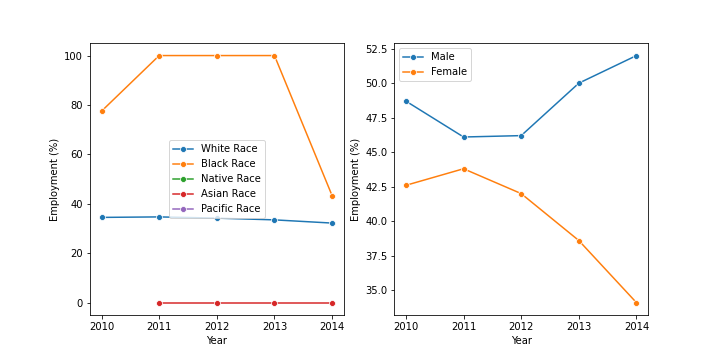 Employment (%)
100
80
60
40
20
0
White Race
Black Race
Native Race
Asian Race
Pacific Race
2010 2011 2012 2013 2014
Year
Employment (%)
52.5
50.0
47.5
45.0
42.5
40.0
37.5
35.0
Male
Female
2010 2011 2012 2013 2014
Year